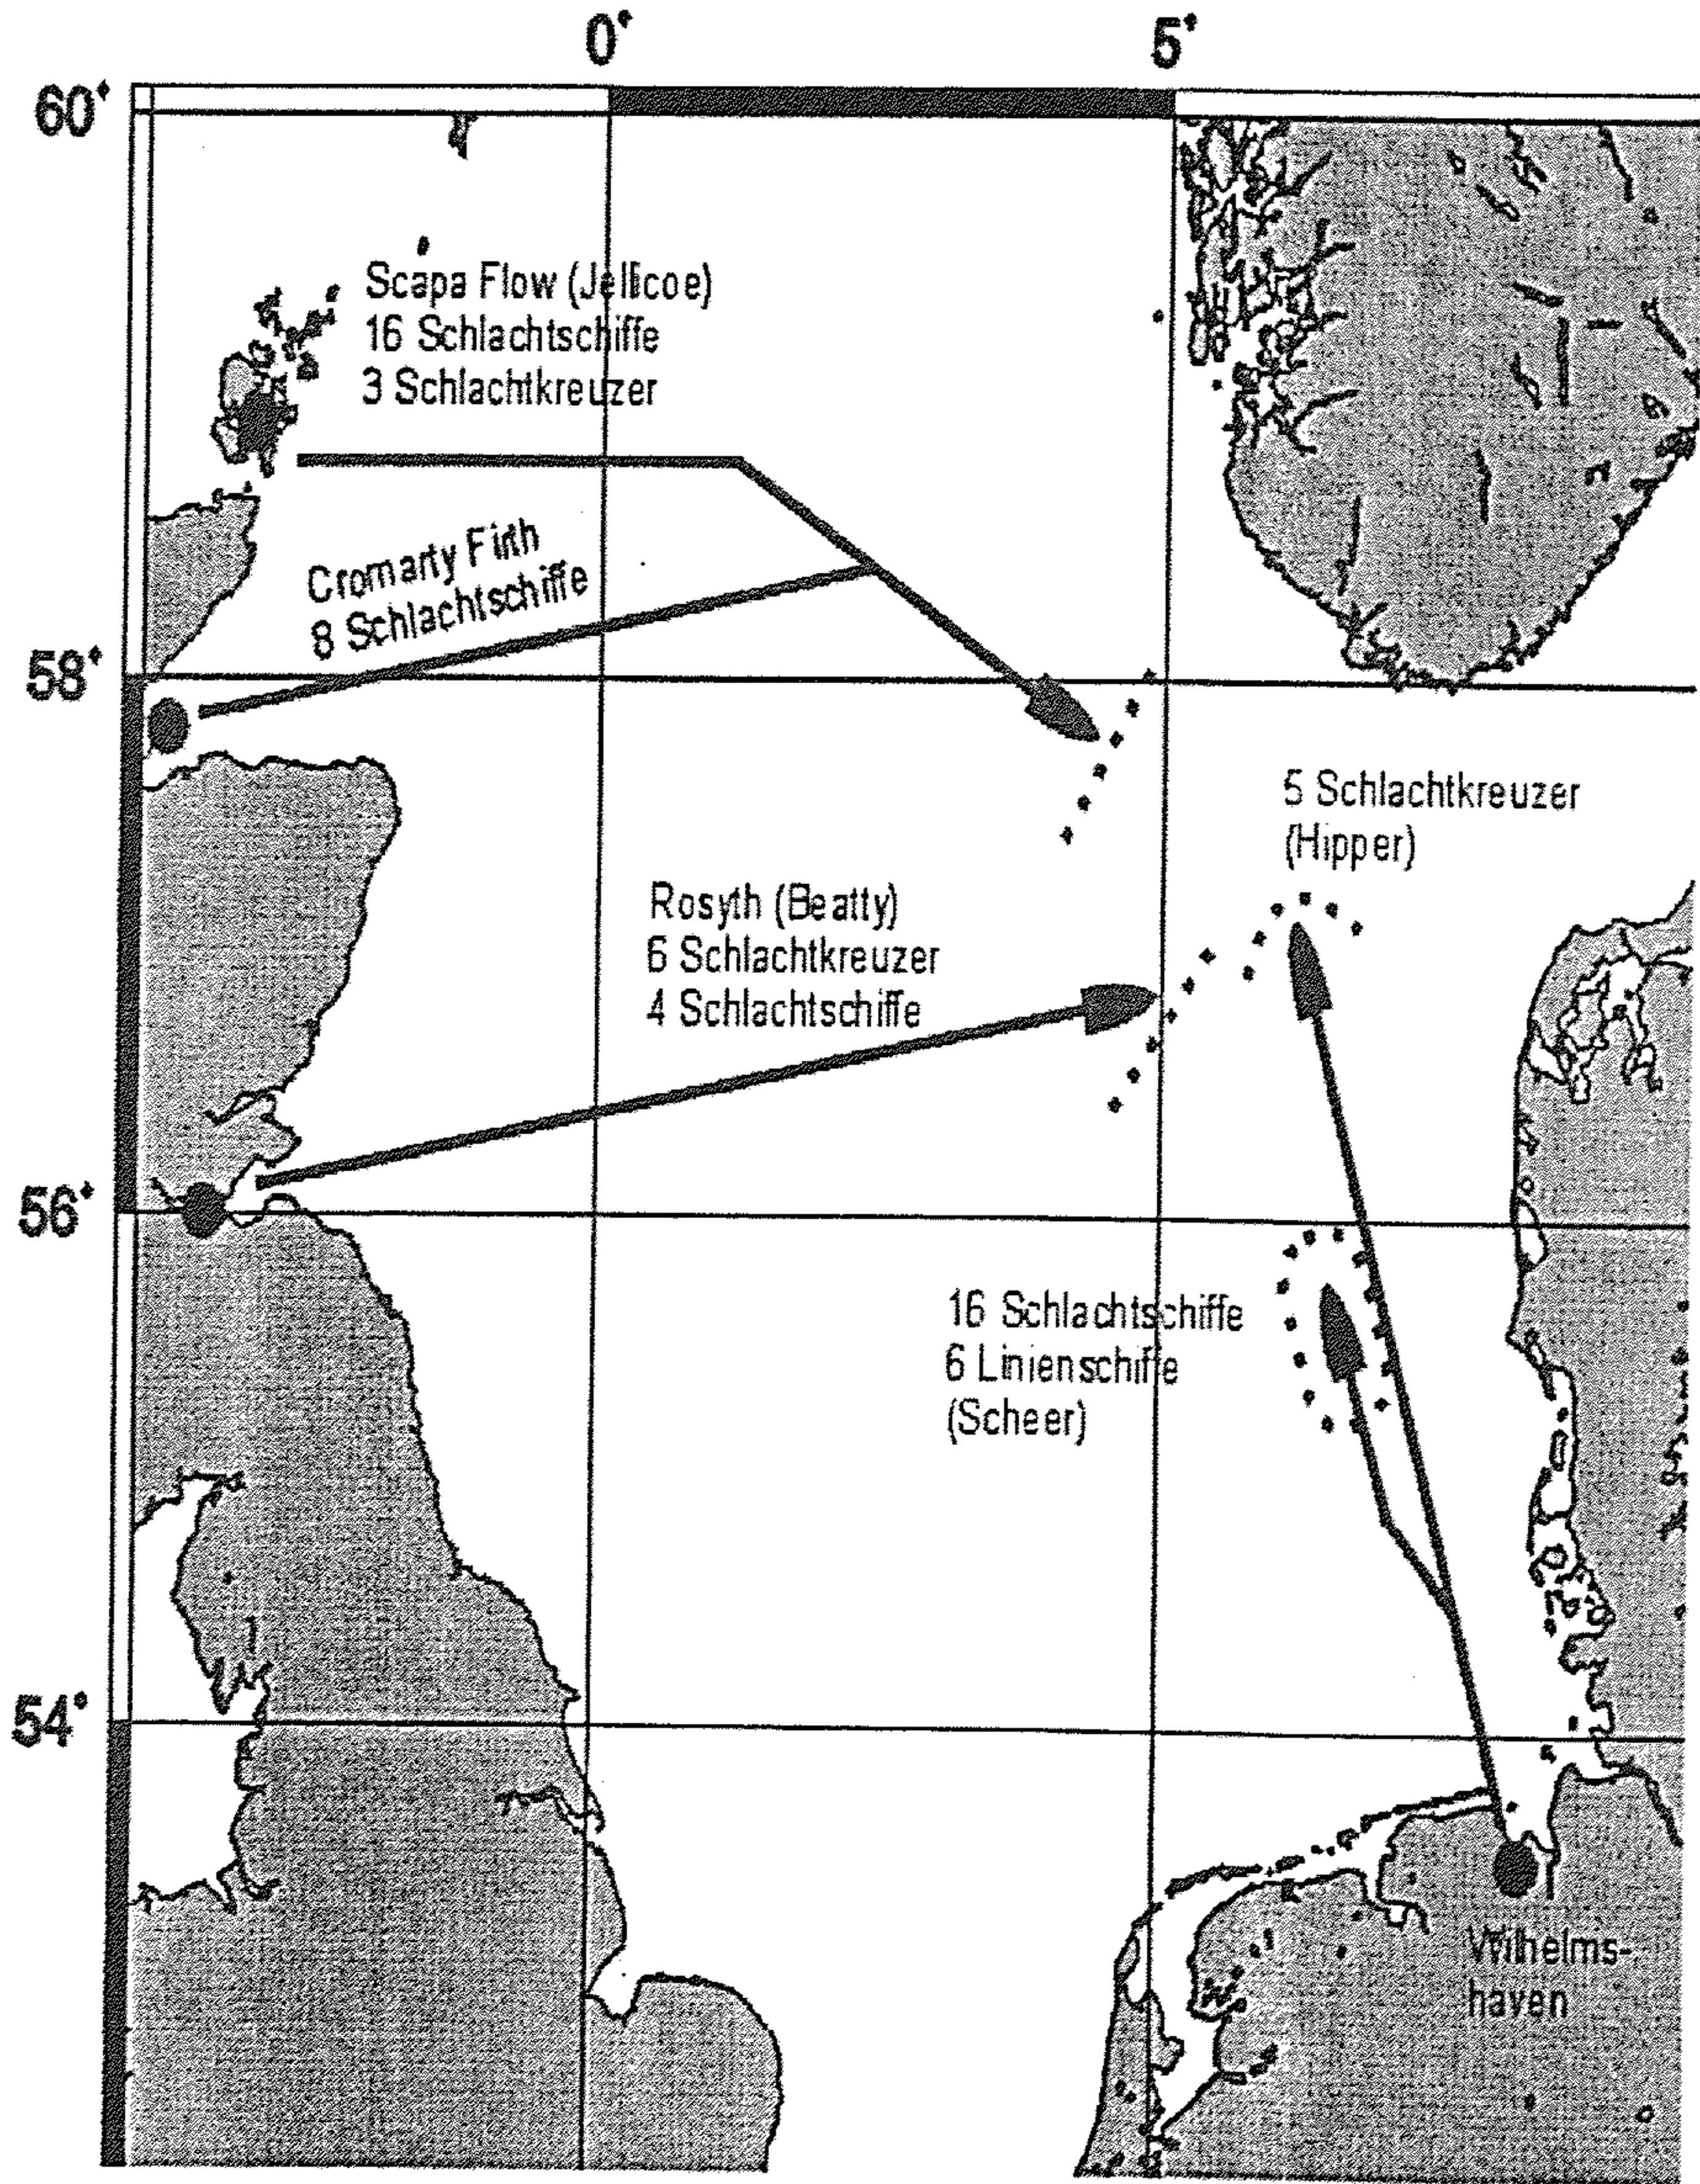 0°
5°
60°
Scapa Flow (Jellicoe)
16 Schlachtschiffe
3 Schlachtkreuzer
Cromarty Firth
8 Schlachtschiffe
58°
5 Schlachtkreuzer
(Hipper)
Rosyth (Beatty)
6 Schlachtkreuzer
4 Schlachtschiffe
56°
16 Schlachtschiffe
6 Linienschiffe
(Scheer)
54°
Wilhelms-
haven